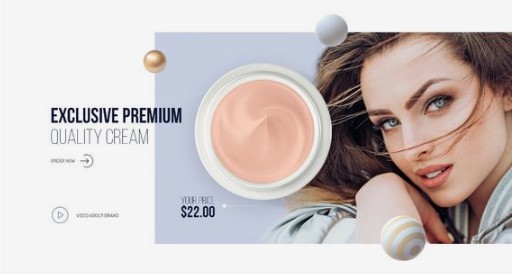 EXCLUSIVE PREMIUM
QUALITY CREAM
ORDER NOW
YOUR PRICE
$22.00
VIDEO ABOUT BRAND